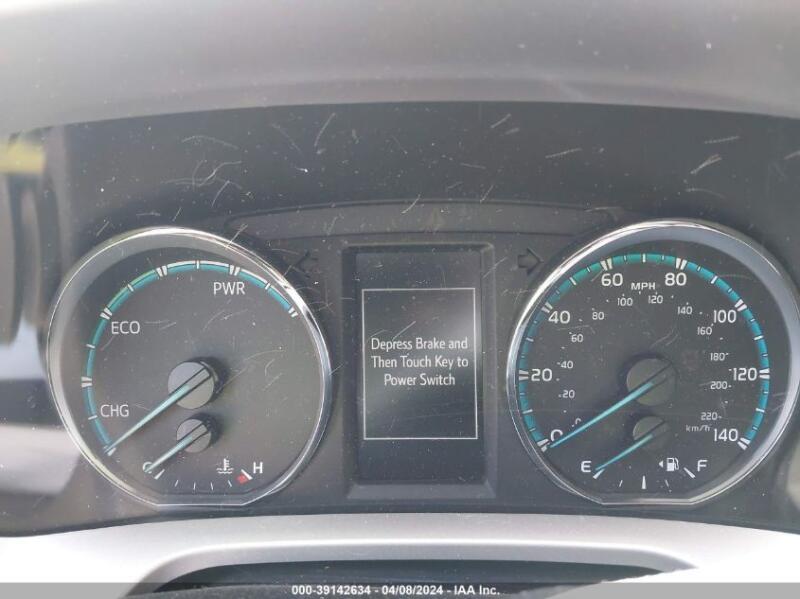 PWR
ECO
CHG
C
H
Depress Brake and
Then Touch Key to
Power Switch
MPH
0
20
40
60
80
100
120
140
0
20
40
60
80
100
120
140
160
180
200
220
km/h
E
F
000-39142634 - 04/08/2024 - IAA Inc.